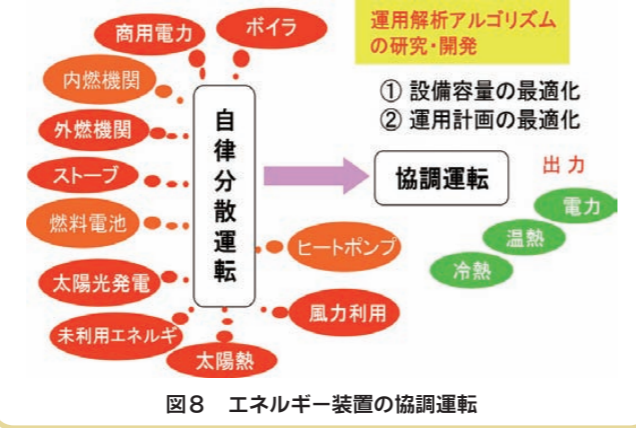 商用電力
ボイラ
内燃機関
外燃機関
ストーブ
燃料電池
太陽光発電
未利用エネルギ
太陽熱
風力利用
ヒートポンプ
自律分散運転
運用解析アルゴリズム
の研究・開発
① 設備容量の最適化
② 運用計画の最適化
協調運転
出力
電力
温熱
冷熱
図8 エネルギー装置の協調運転